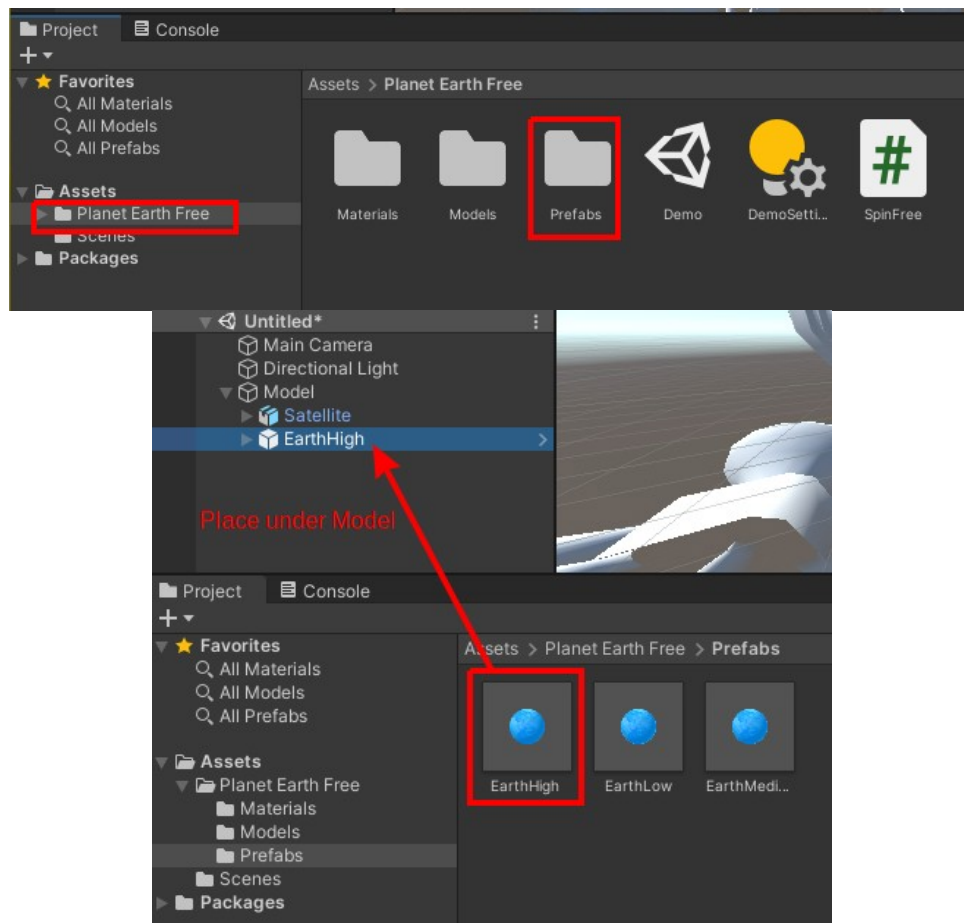 Project Console
Favorites
All Materials
All Models
All Prefabs
Assets
Planet Earth Free
Scenes
Packages
Assets > Planet Earth Free
Materials Models Prefabs Demo DemoSetti... SpinFree
Untitled*
Main Camera
Directional Light
Model
Satellite
EarthHigh
Place under Model
Project Console
Favorites
All Materials
All Models
All Prefabs
Assets
Planet Earth Free
Materials
Models
Prefabs
Scenes
Packages
Assets > Planet Earth Free > Prefabs
EarthHigh EarthLow EarthMedi...